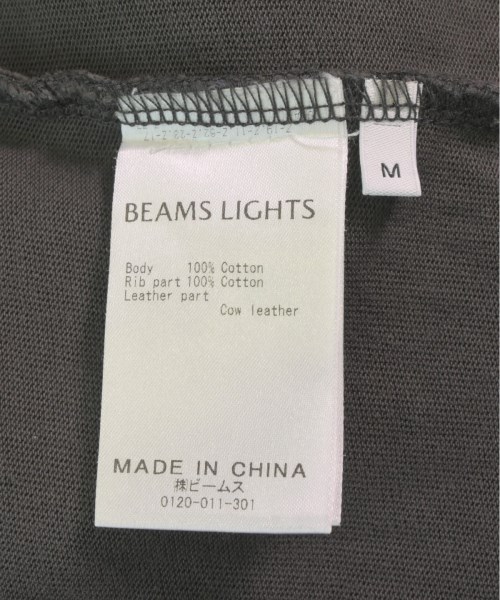 M
BEAMS LIGHTS
Body 100% Cotton
Rib part 100% Cotton
Leather part
Cow leather
MADE IN CHINA
㈱ビームス
0120-011-301